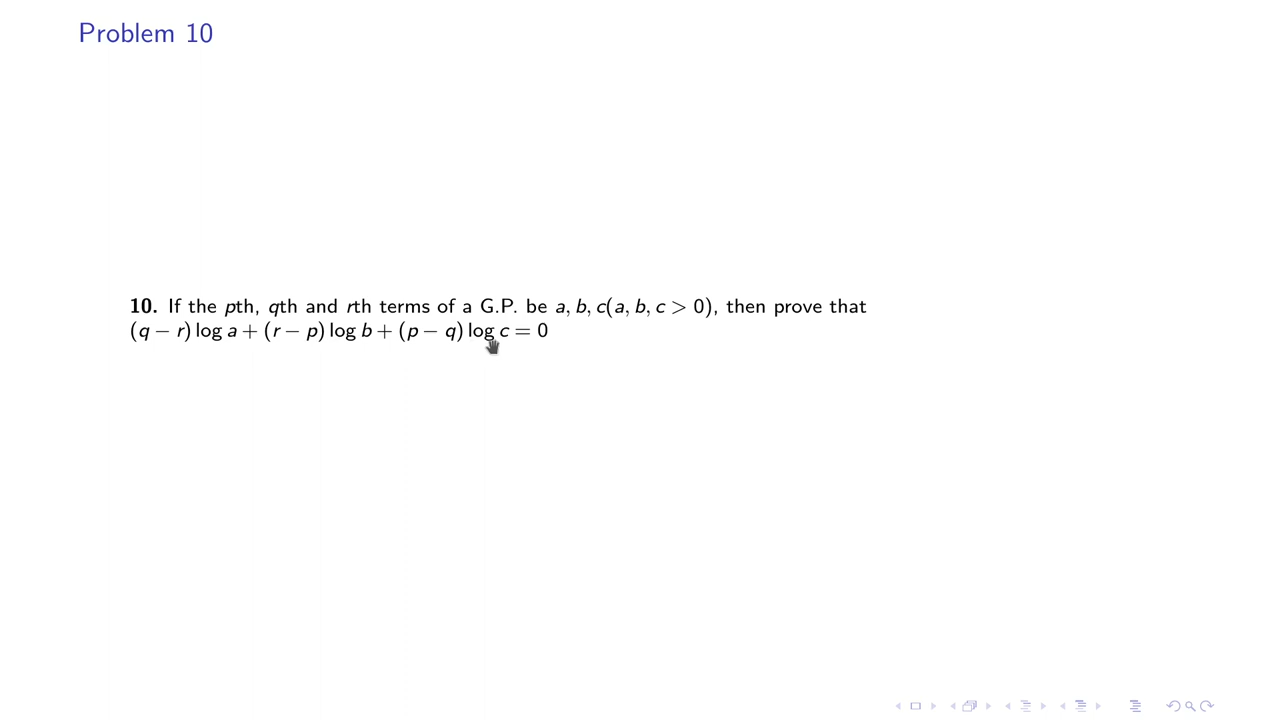 Problem 10
10. If the pth, qth and rth terms of a G.P. be a, b, c(a, b, c > 0), then prove that
(q − r) log a + (r − p) log b + (p − q) log c = 0